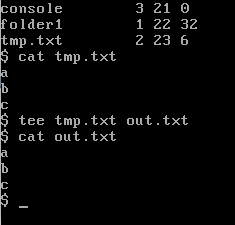 console 3 21 0
folder1 1 22 32
tmp.txt 2 23 6
$ cat tmp.txt
a
b
c
$ tee tmp.txt out.txt
$ cat out.txt
a
b
c
$ _